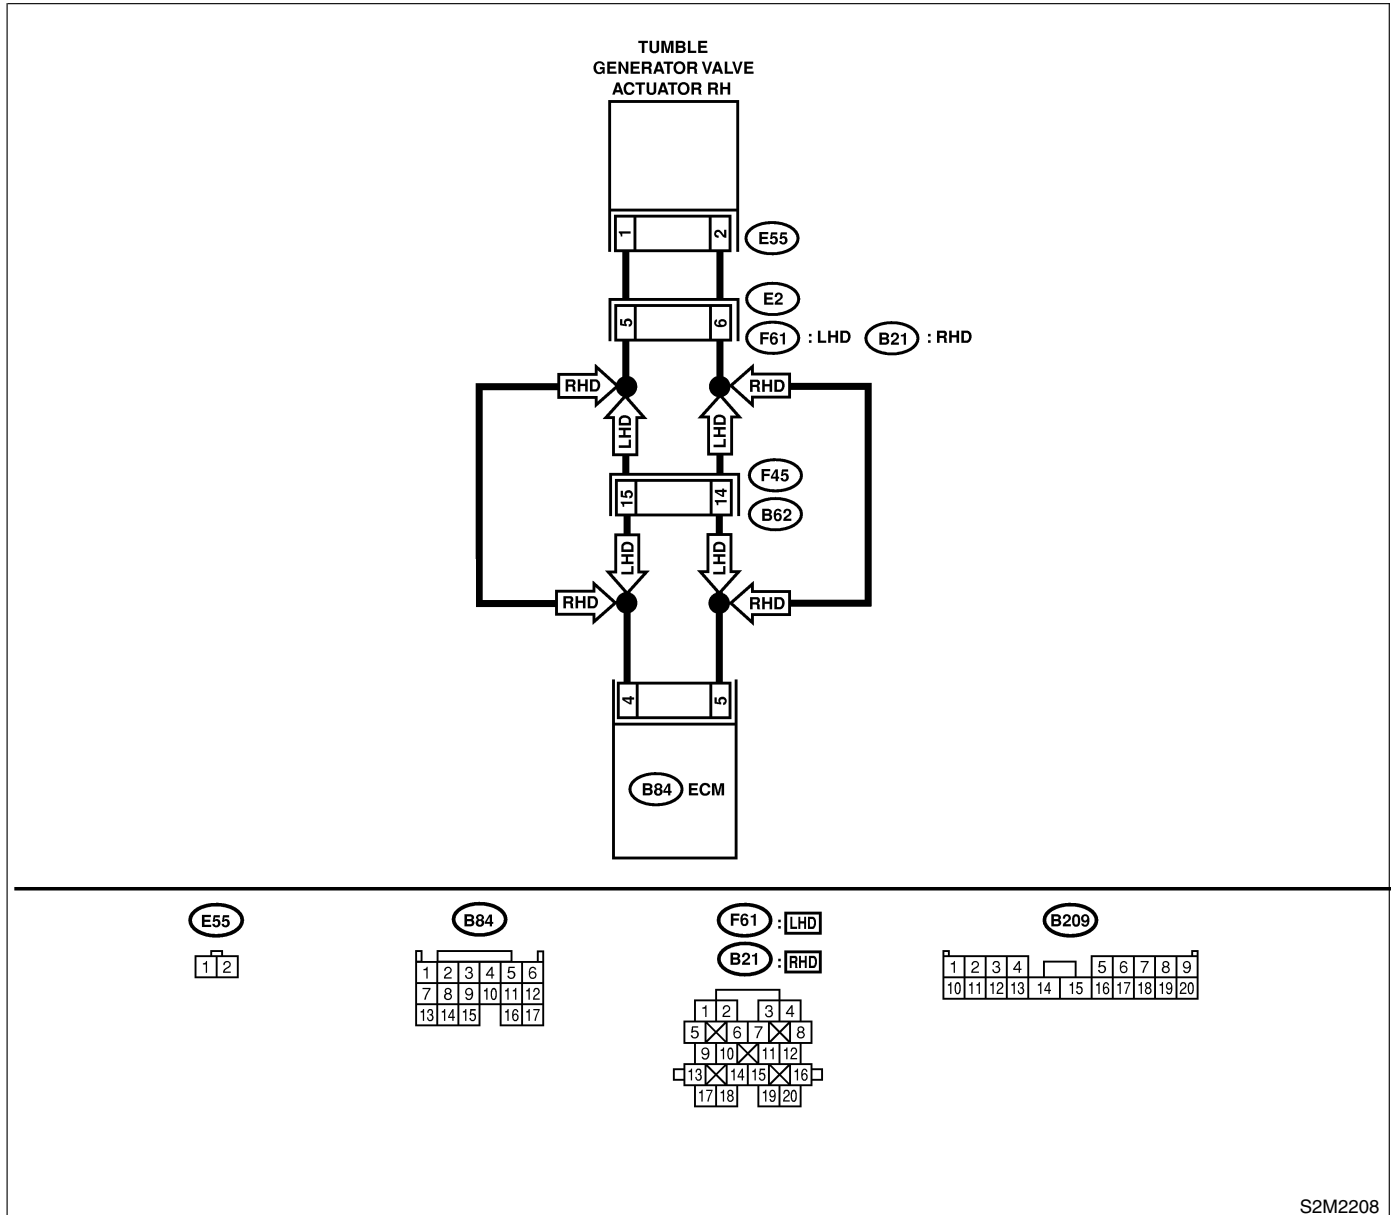 TUMBLE
GENERATOR VALVE
ACTUATOR RH
1 2 E55
E2
5 6
F61 : LHD B21 : RHD
RHD RHD
LHD LHD
F45
15 14
B62
LHD LHD
RHD RHD
4 5
B84 ECM
E55 B84 F61 : LHD B209
B21 : RHD
1 2
1 2 3 4 5 6
7 8 9 10 11 12
13 14 15 16 17
1 2 3 4
5 6 7 8
9 10 11 12
13 14 15 16
17 18 19 20
1 2 3 4 5 6 7 8 9
10 11 12 13 14 15 16 17 18 19 20
S2M2208